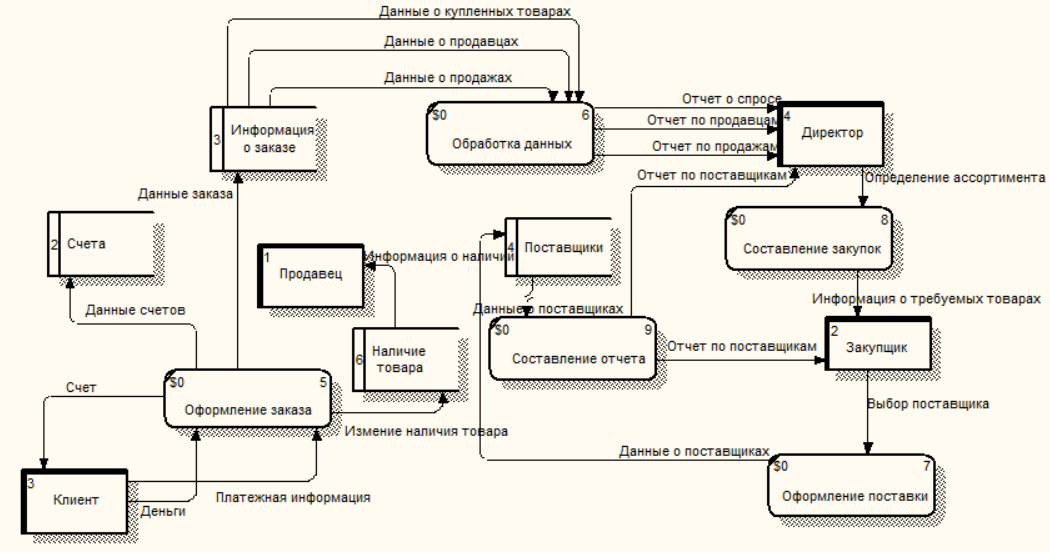 Данные о купленных товарах
Данные о продавцах
Данные о продажах
3
Информация
о заказе
$0
6
Обработка данных
Отчет о спросе
Отчет по продавцам
Отчет по продажам
4
Директор
Отчет по поставщикам
Определение ассортимента
Данные заказа
2
Счета
1
Продавец
Информация о наличии
4
Поставщики
$0
8
Составление закупок
Данные счетов
Данные о поставщиках
Информация о требуемых товарах
6
Наличие
товара
$0
9
Составление отчета
Отчет по поставщикам
2
Закупщик
Счет
$0
5
Оформление заказа
Измение наличия товара
Выбор поставщика
Данные о поставщиках
3
Клиент
Платежная информация
Деньги
$0
7
Оформление поставки